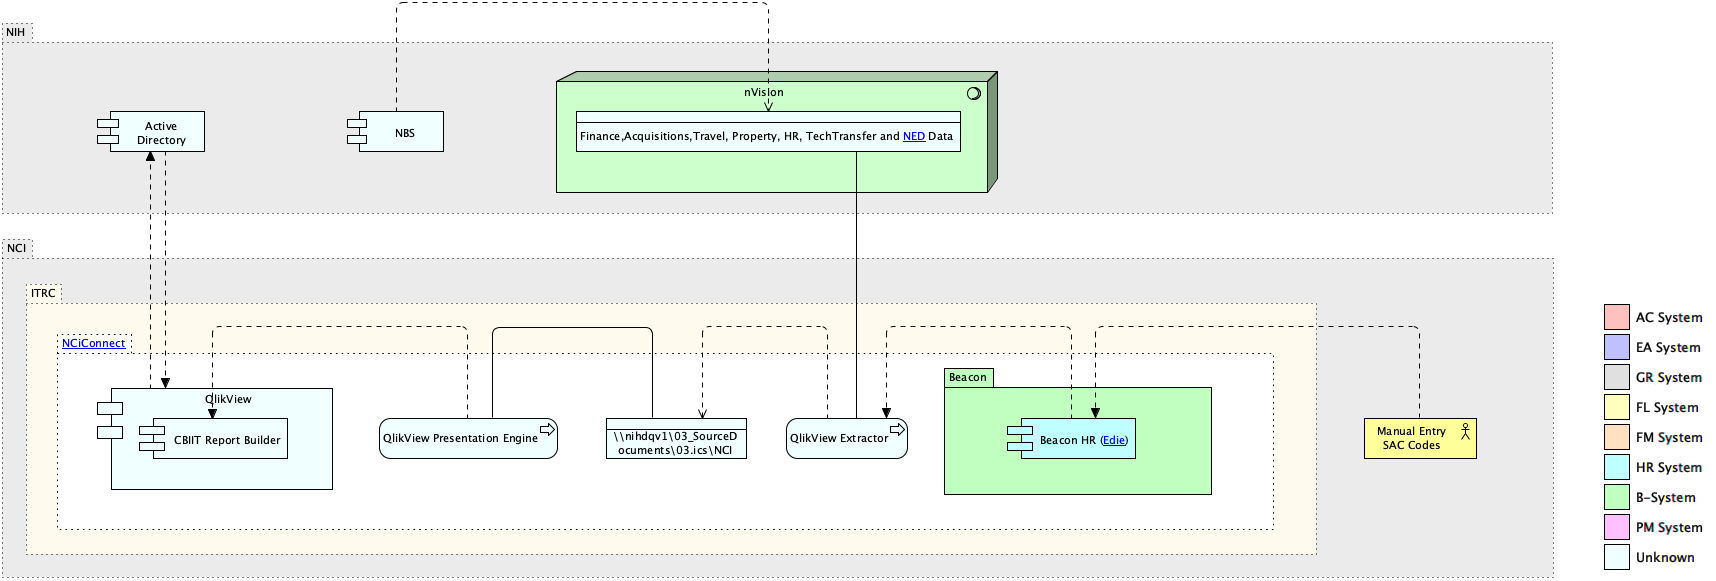 NIH
nVision
Active
Directory
NBS
Finance,Acquisitions,Travel, Property, HR, TechTransfer and NED Data
NCI
ITRC
NCiConnect
QlikView
CBIIT Report Builder
QlikView Presentation Engine
\\nihdqv1\03_SourceD
ocuments\03.ics\NCI
QlikView Extractor
Beacon
Beacon HR (Edie)
Manual Entry
SAC Codes
AC System
EA System
GR System
FL System
FM System
HR System
B-System
PM System
Unknown